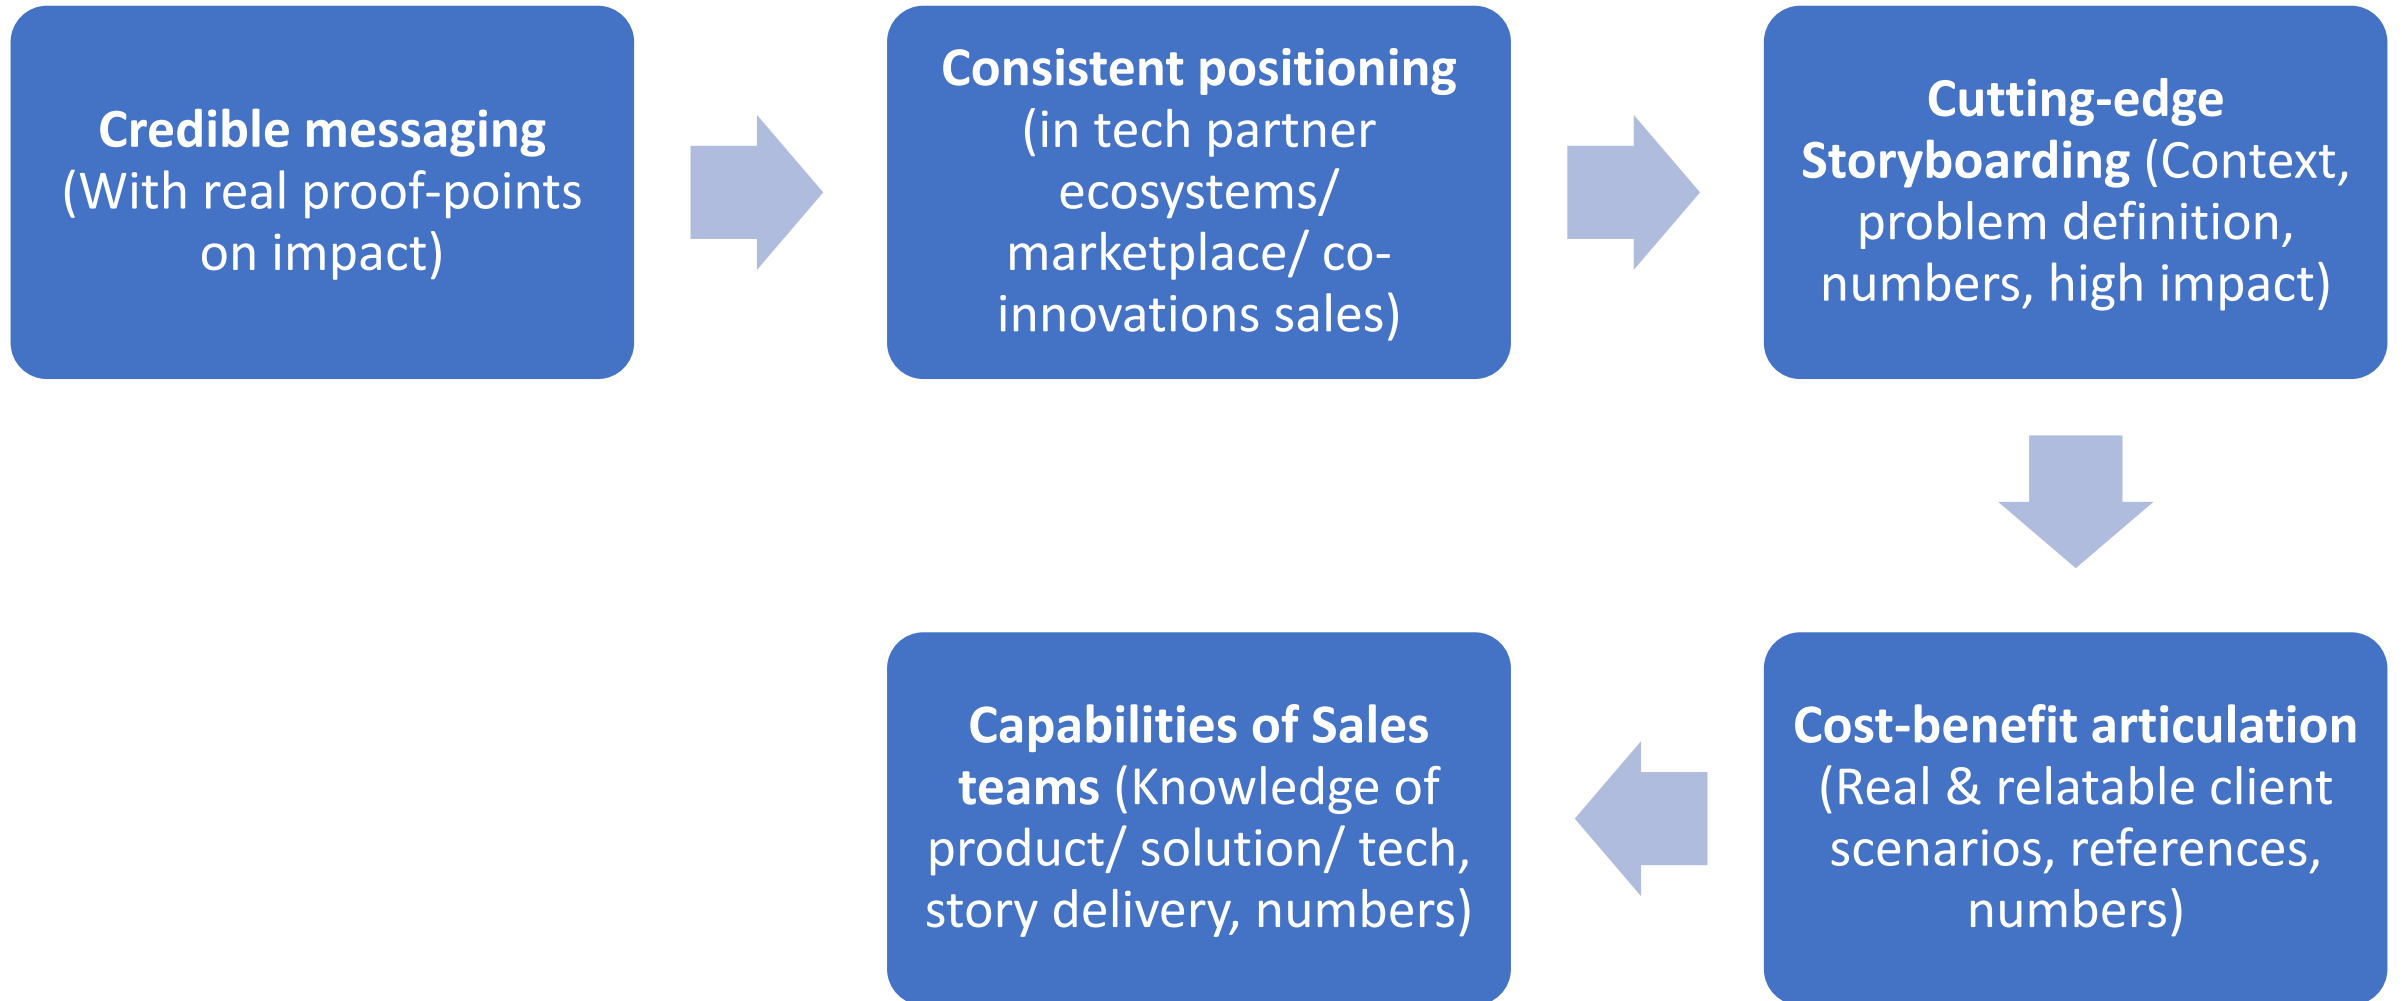 Credible messaging
(With real proof-points
on impact)
Consistent positioning
(in tech partner
ecosystems/
marketplace/ co-
innovations sales)
Cutting-edge
Storyboarding (Context,
problem definition,
numbers, high impact)
Cost-benefit articulation
(Real & relatable client
scenarios, references,
numbers)
Capabilities of Sales
teams (Knowledge of
product/ solution/ tech,
story delivery, numbers)